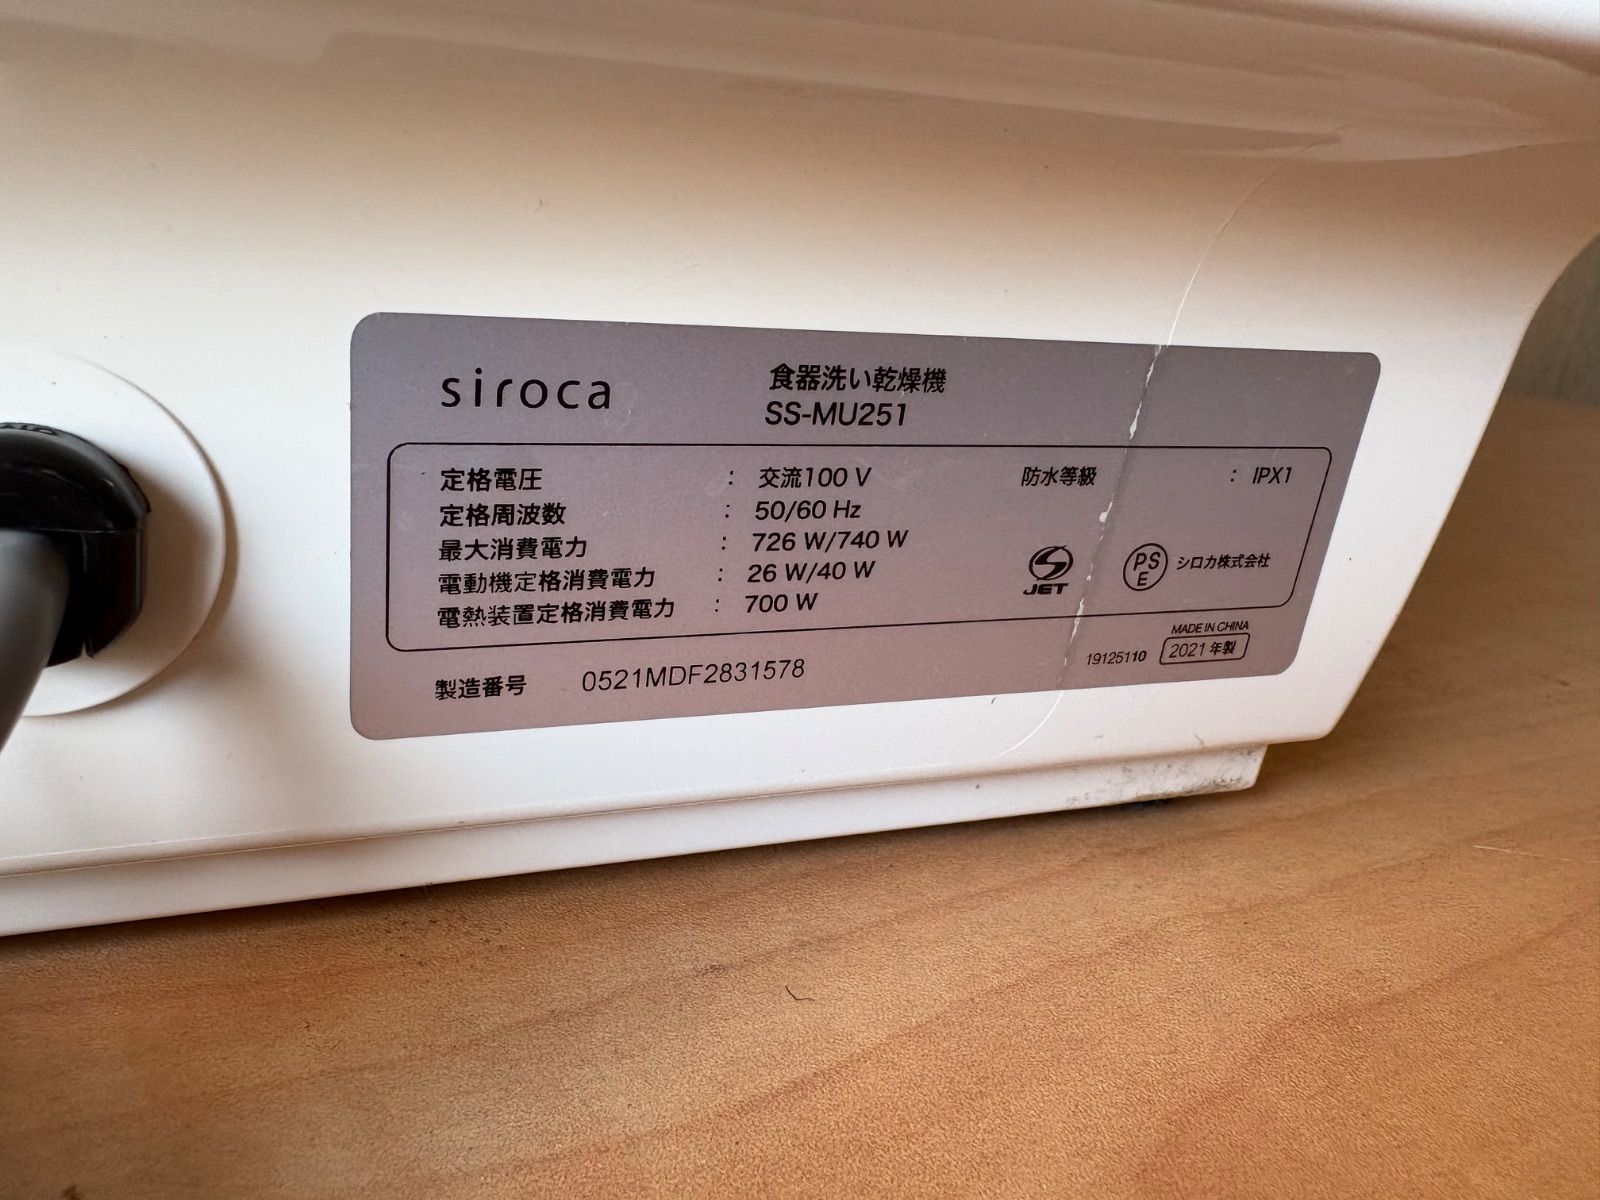 siroca
食器洗い乾燥機
SS-MU251
定格電圧 : 交流100 V
定格周波数 : 50/60 Hz
最大消費電力 : 726 W/740 W
電動機定格消費電力 : 26 W/40 W
電熱装置定格消費電力 : 700 W
防水等級 : IPX1
JET
PS
E
シロカ株式会社
製造番号 0521MDF2831578
MADE IN CHINA
19125110 2021年製